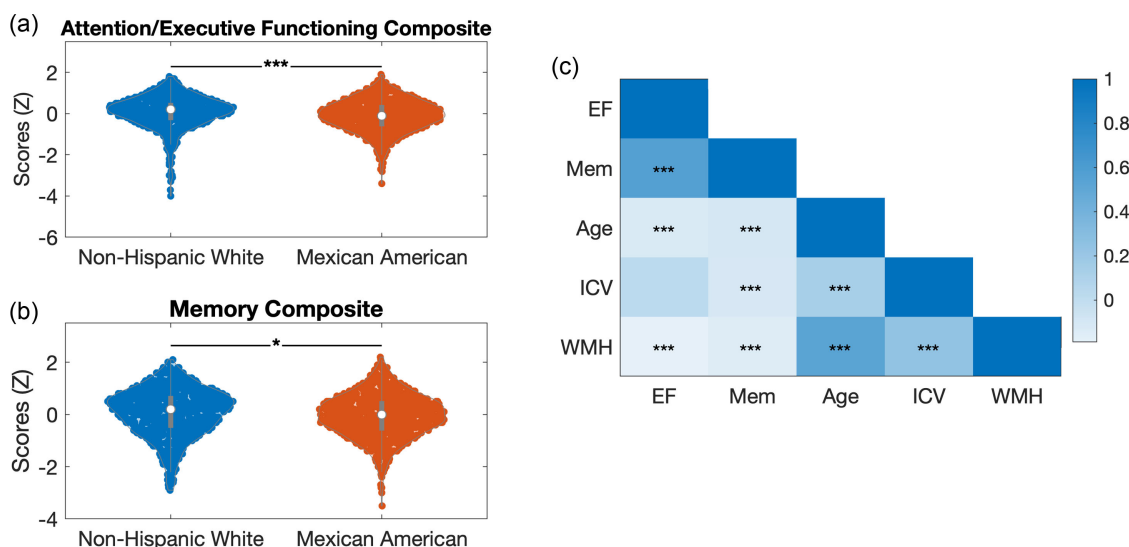 (a)
Attention/Executive Functioning Composite
***
Scores (Z)
2
0
-2
-4
-6
Non-Hispanic White
Mexican American
(b)
Memory Composite
*
Scores (Z)
2
0
-2
-4
Non-Hispanic White
Mexican American
(c)
EF
Mem
***
Age
*** ***
ICV
*** ***
WMH
*** *** *** ***
EF Mem Age ICV WMH
1
0.8
0.6
0.4
0.2
0